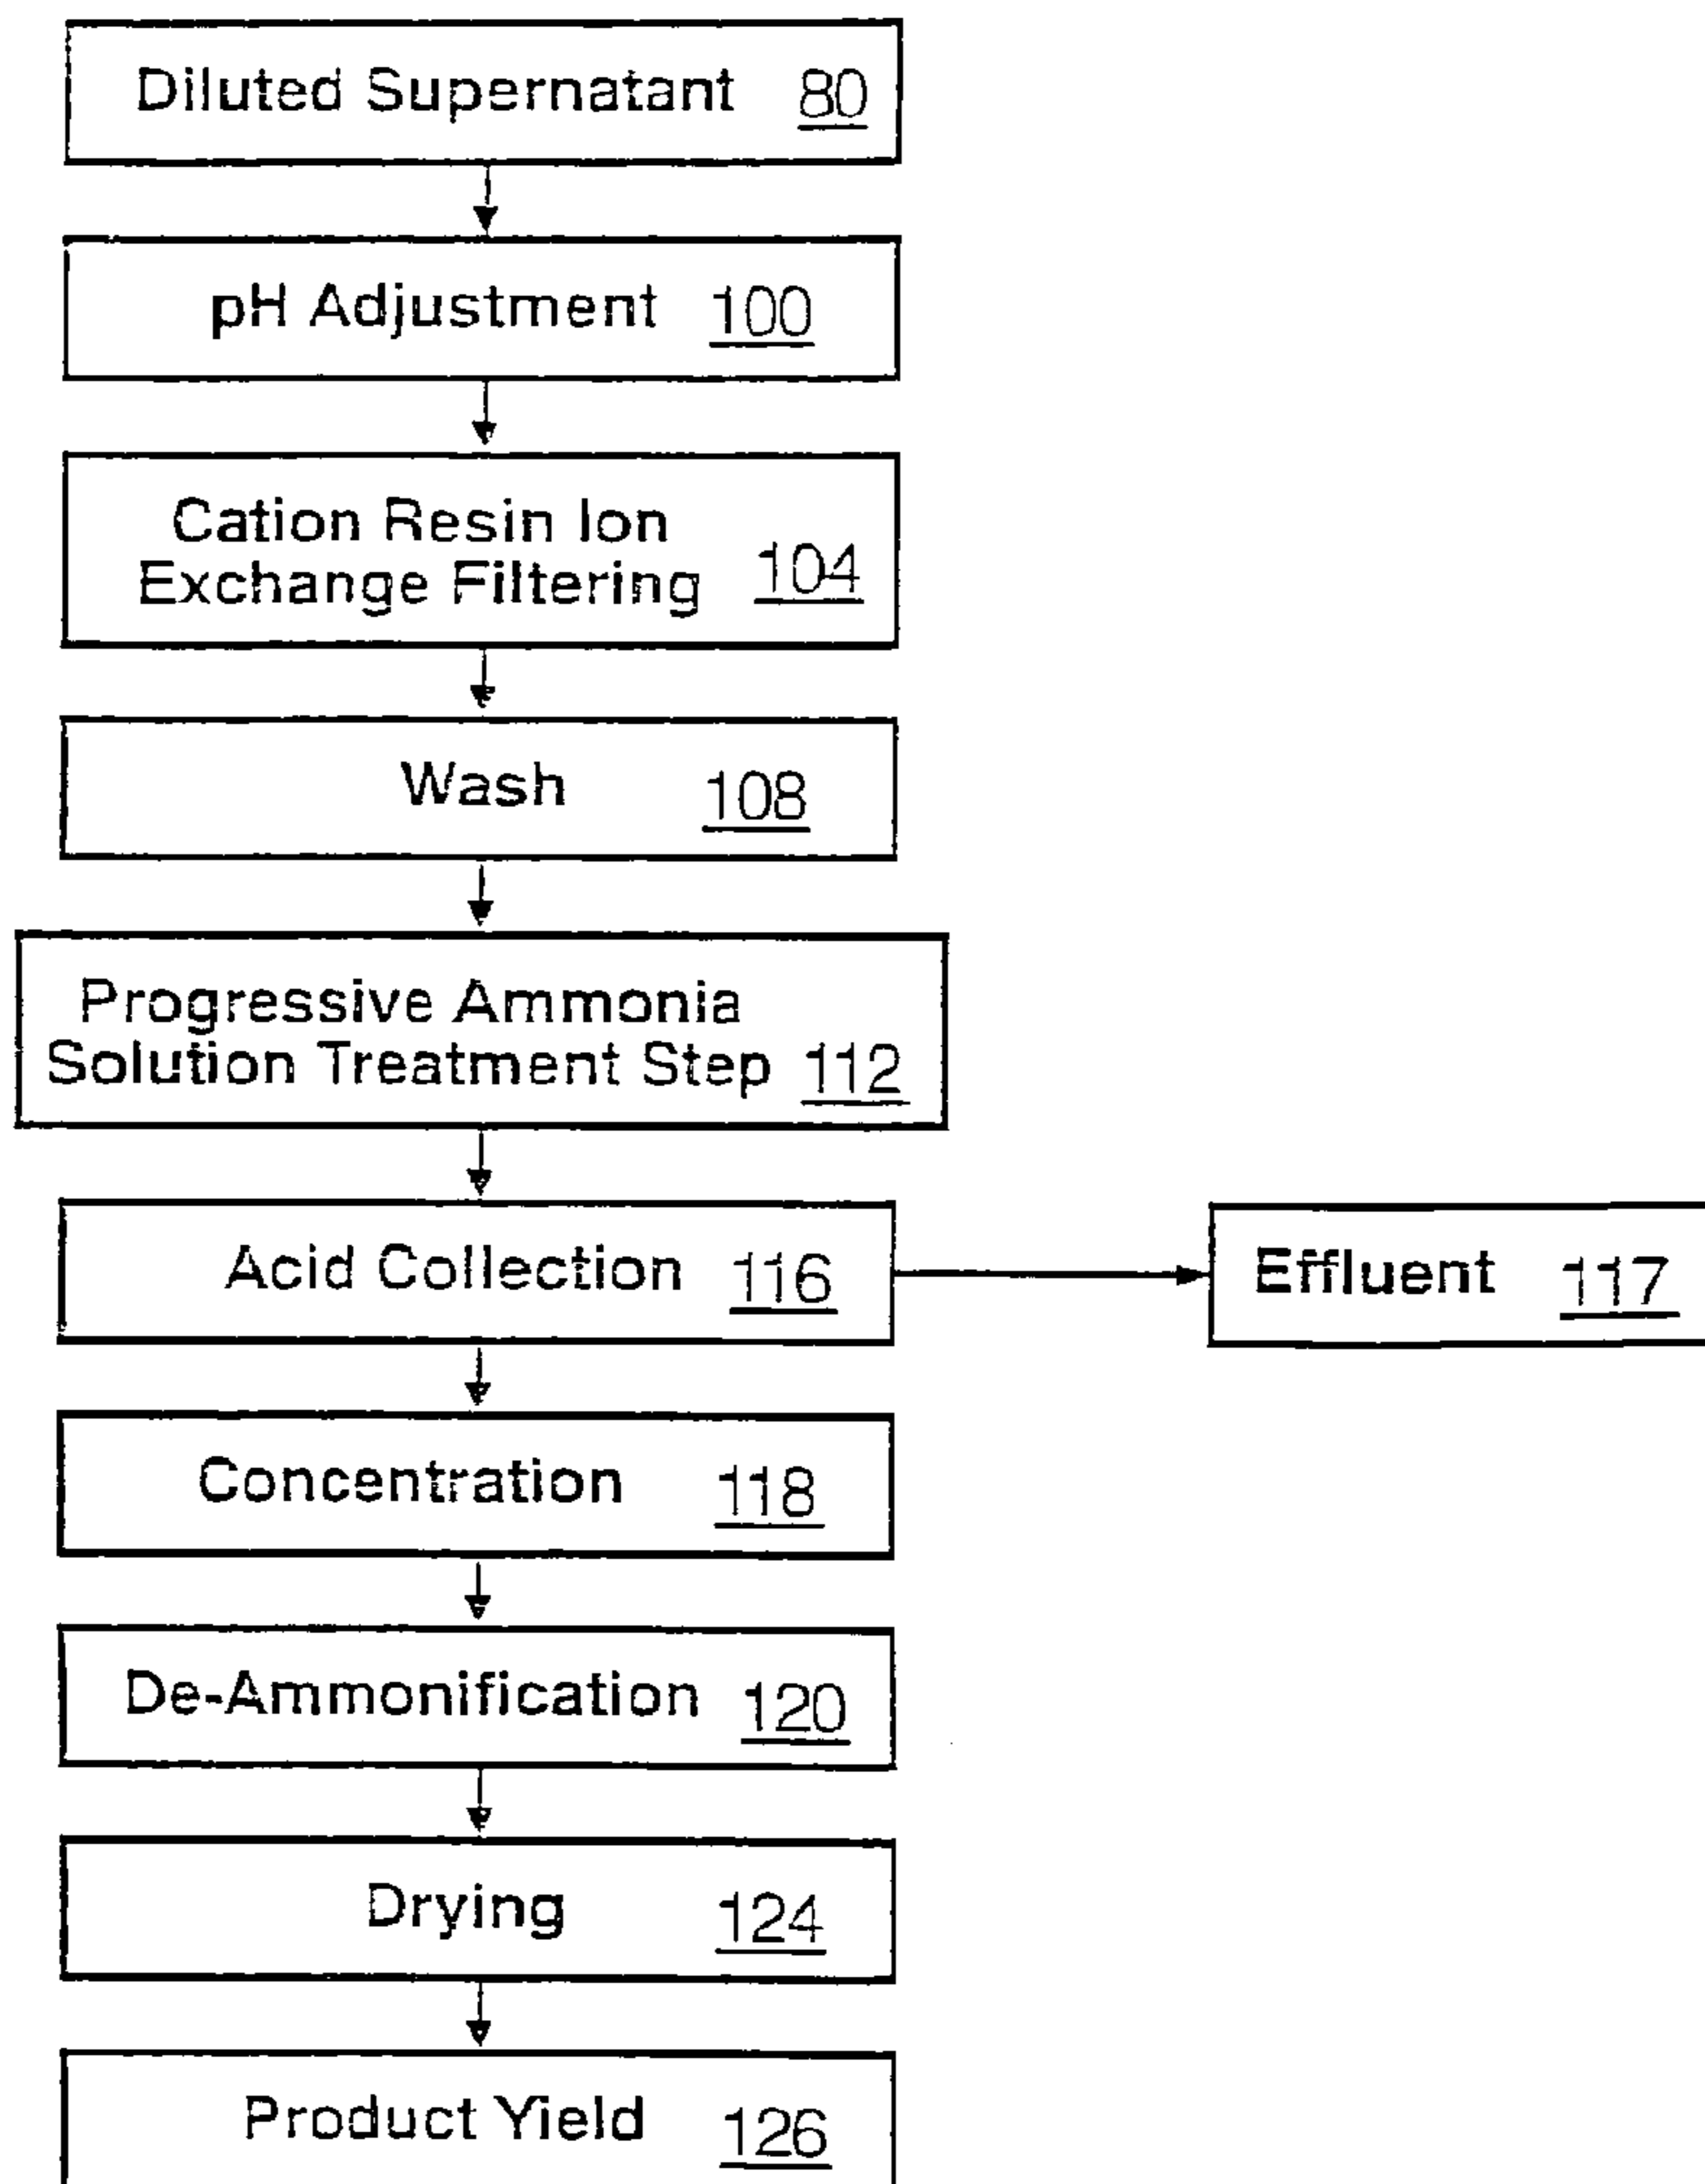 Diluted Supernatant 80
pH Adjustment 100
Cation Resin Ion
Exchange Filtering 104
Wash 108
Progressive Ammonia
Solution Treatment Step 112
Acid Collection 116
Effluent 117
Concentration 118
De-Ammonification 120
Drying 124
Product Yield 126